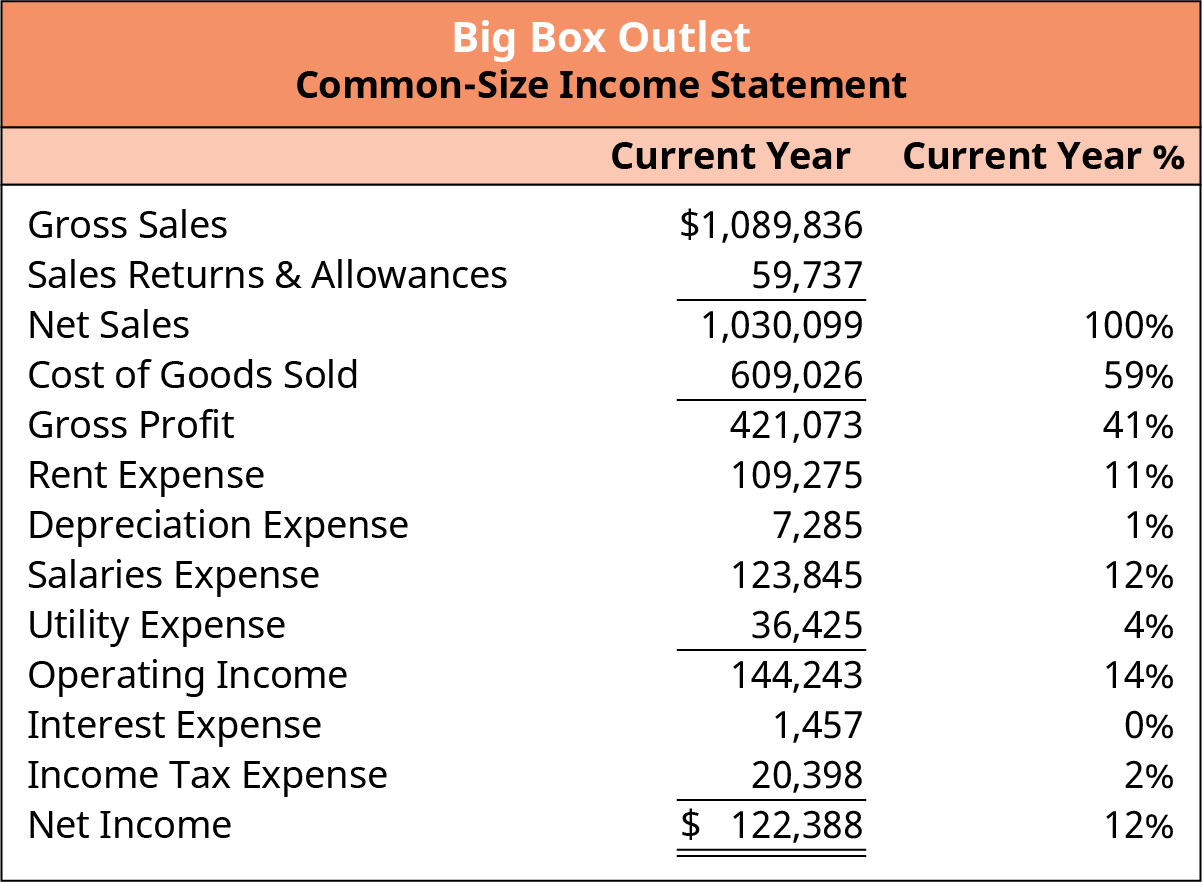 Big Box Outlet
Common-Size Income Statement
Current Year Current Year %
Gross Sales $1,089,836
Sales Returns & Allowances 59,737
Net Sales 1,030,099 100%
Cost of Goods Sold 609,026 59%
Gross Profit 421,073 41%
Rent Expense 109,275 11%
Depreciation Expense 7,285 1%
Salaries Expense 123,845 12%
Utility Expense 36,425 4%
Operating Income 144,243 14%
Interest Expense 1,457 0%
Income Tax Expense 20,398 2%
Net Income $ 122,388 12%